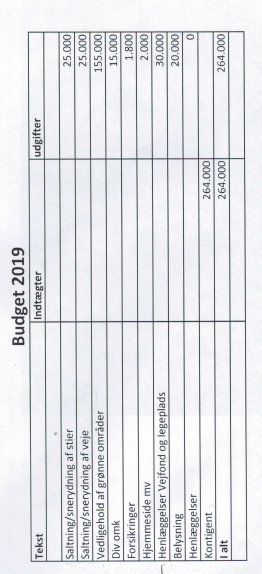 Budget 2019
Tekst Indtægter udgifter
Saltning/snerydning af stier 25.000
Saltning/snerydning af veje 25.000
Vedligehold af grønne områder 155.000
Div omk 15.000
Forsikringer 1.800
Hjemmeside mv 2.000
Henlæggelser Vejfond og legeplads 30.000
Belysning 20.000
Henlæggelser 0
Kontigent 264.000
I alt 264.000 264.000